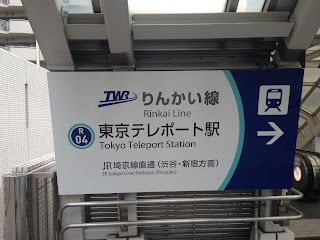 TWR りんかい線
Rinkai Line
R
04
東京テレポート駅
Tokyo Teleport Station
JR埼京線直通（渋谷・新宿方面）
JR Saikyo Line(Shibuya, Shinjuku)